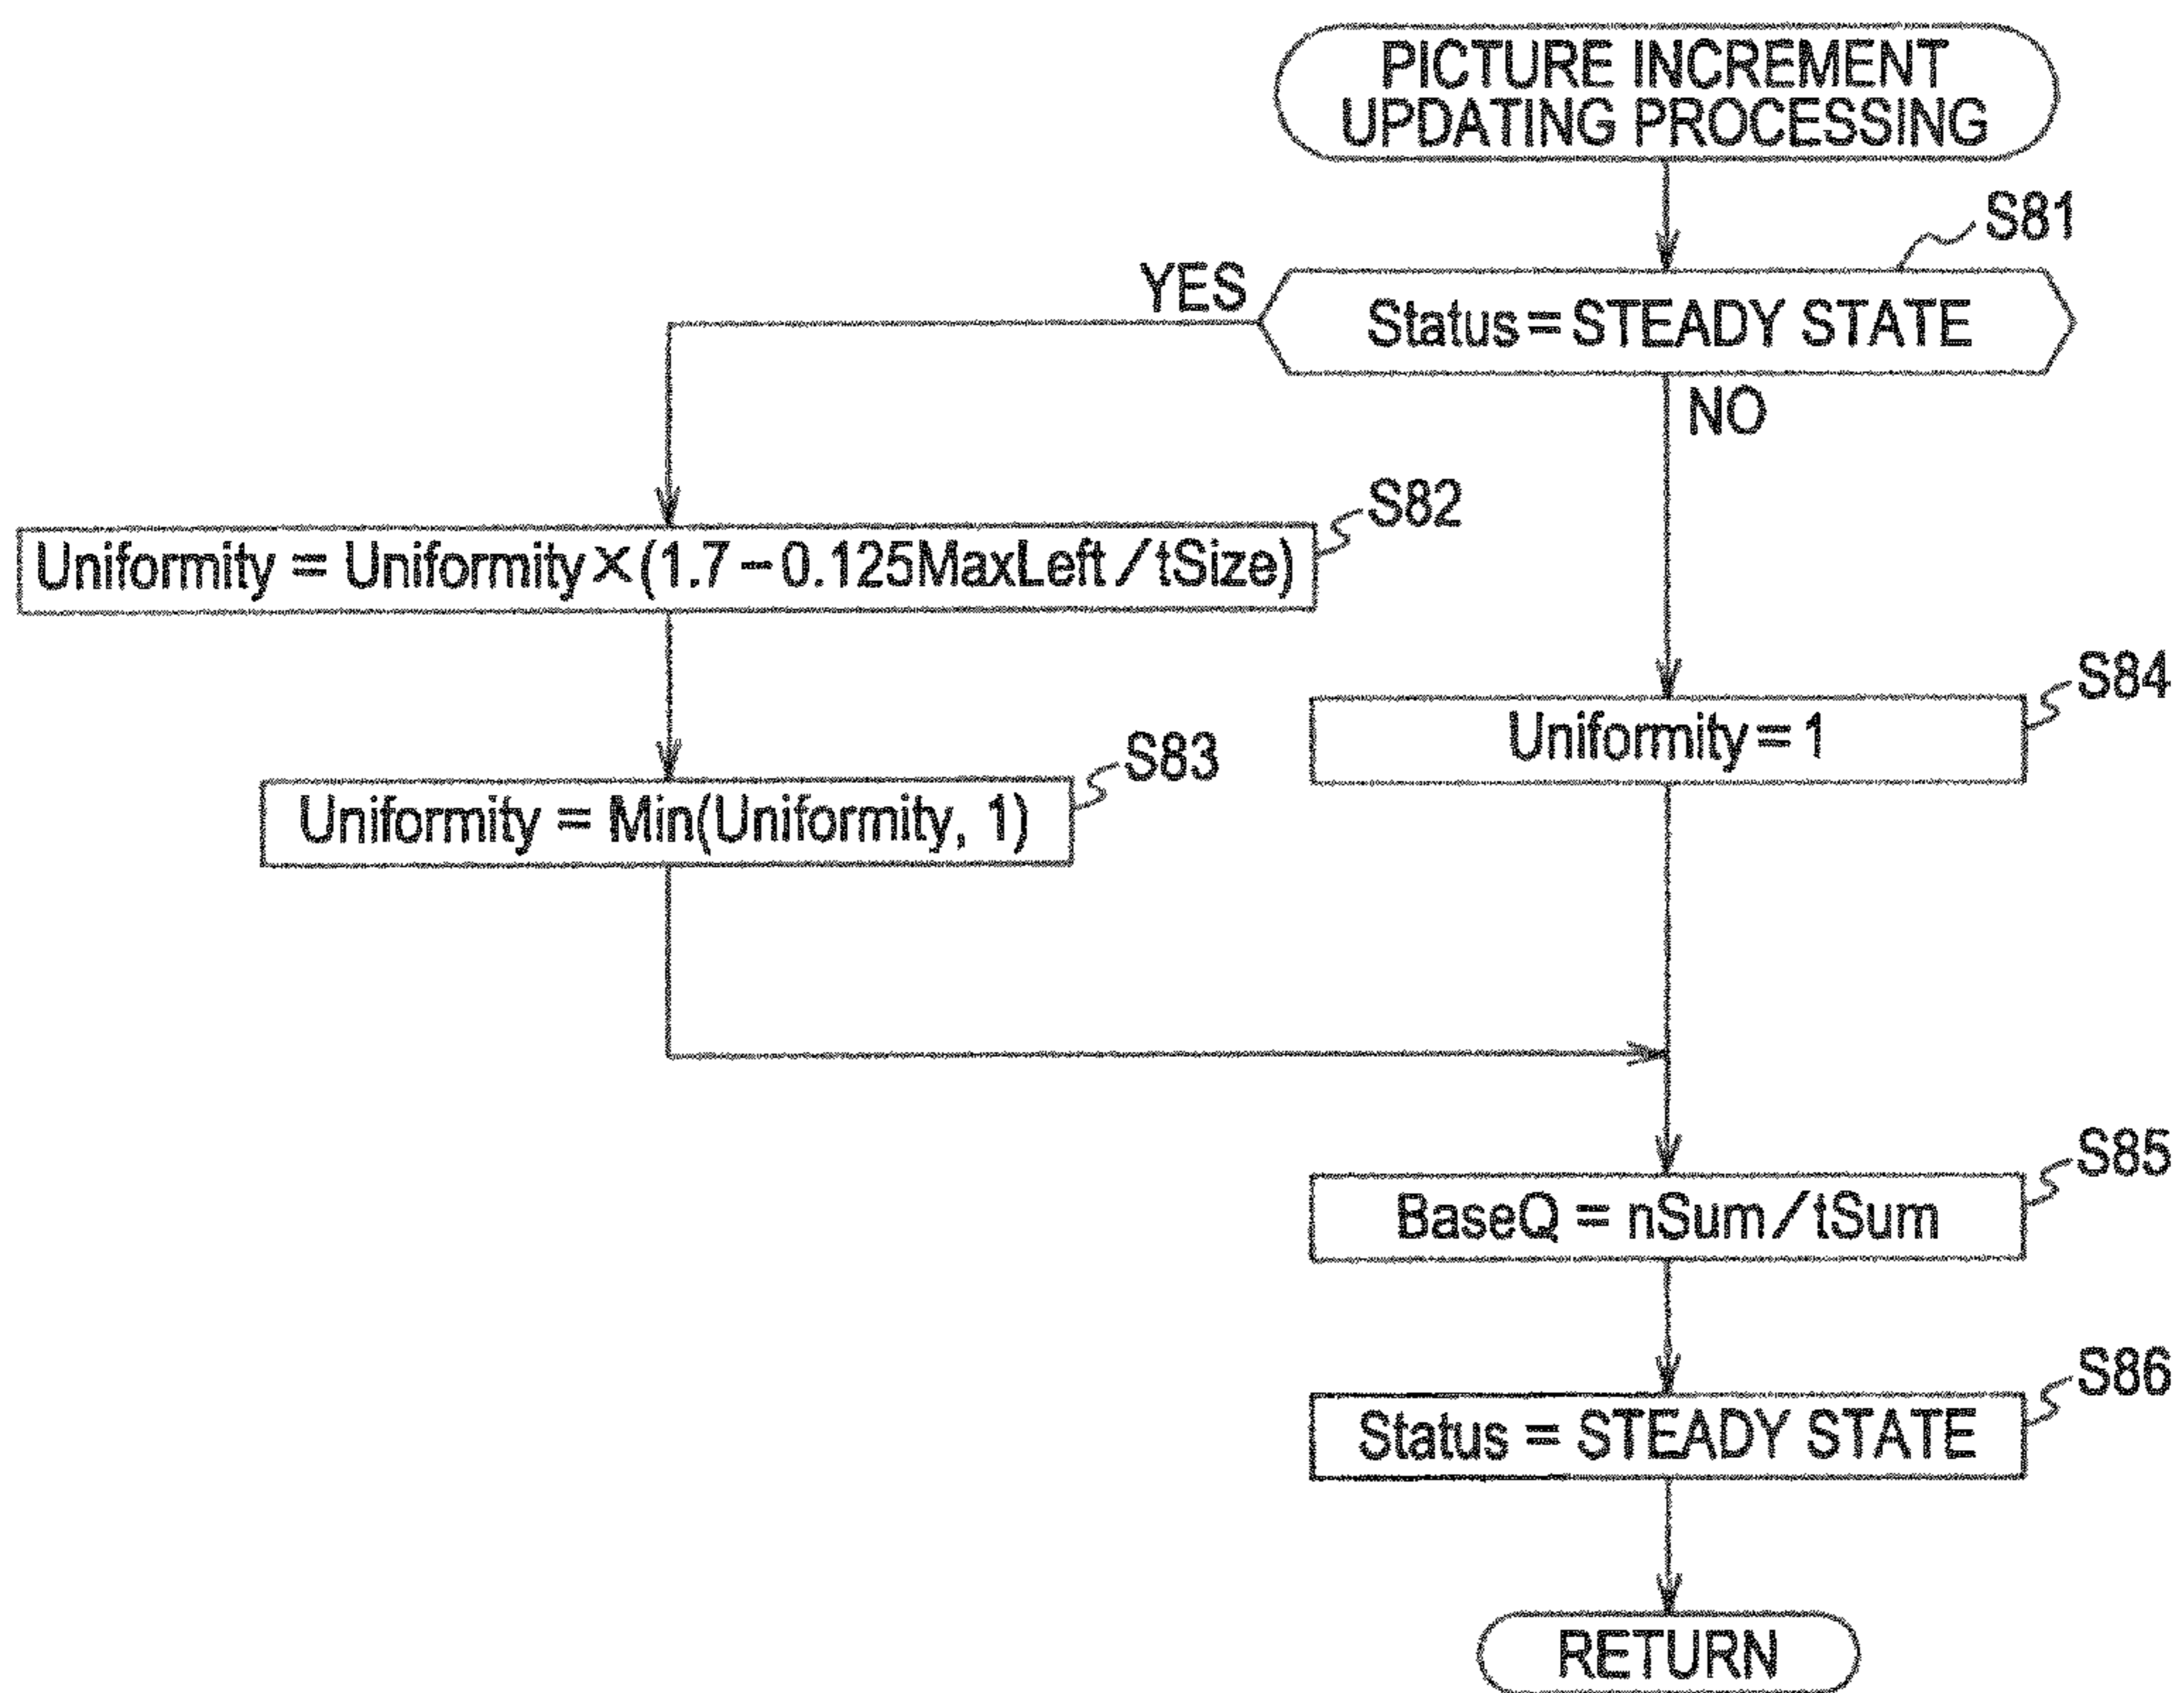 PICTURE INCREMENT
UPDATING PROCESSING
S81
YES
Status = STEADY STATE
NO
S82
Uniformity = Uniformity × (1.7 - 0.125MaxLeft / tSize)
S84
Uniformity = 1
S83
Uniformity = Min(Uniformity, 1)
S85
BaseQ = nSum / tSum
S86
Status = STEADY STATE
RETURN